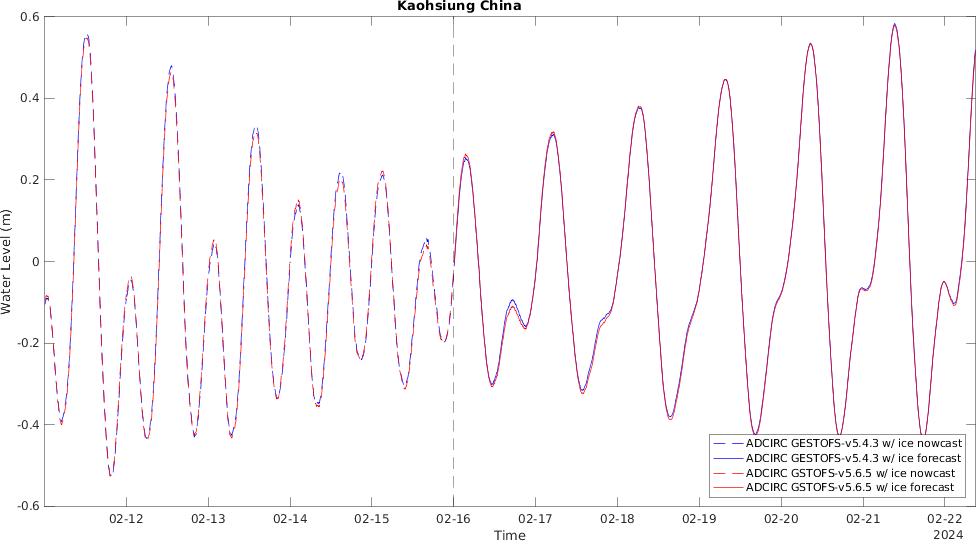 Kaohsiung China
0.6
0.4
0.2
0
-0.2
-0.4
-0.6
Water Level (m)
ADCIRC GESTOFS-v5.4.3 w/ ice nowcast
ADCIRC GESTOFS-v5.4.3 w/ ice forecast
ADCIRC GSTOFS-v5.6.5 w/ ice nowcast
ADCIRC GSTOFS-v5.6.5 w/ ice forecast
02-12 02-13 02-14 02-15 02-16 02-17 02-18 02-19 02-20 02-21 02-22
Time
2024